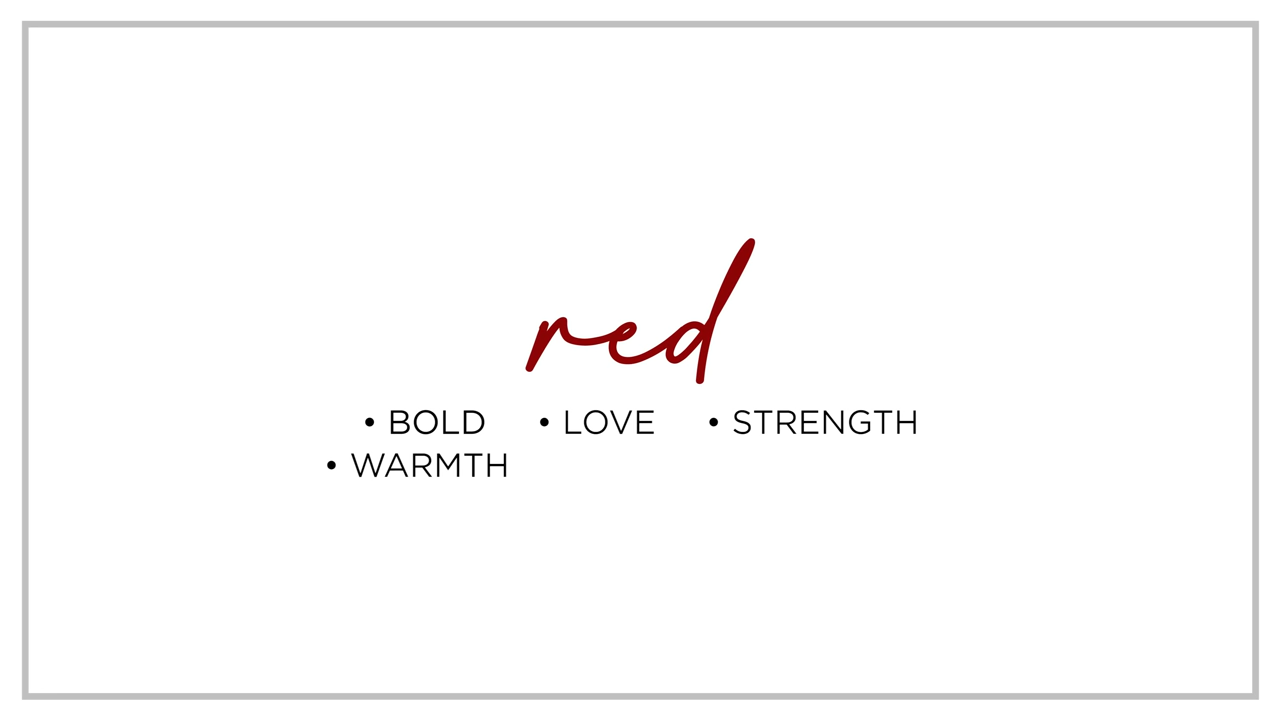 red
• BOLD • LOVE • STRENGTH
• WARMTH